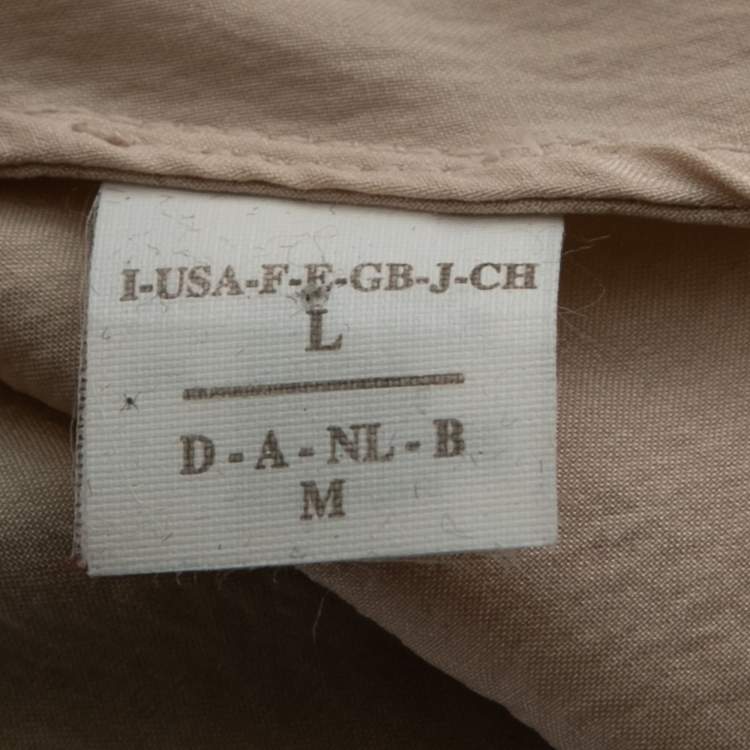 I-USA-F-E-GB-J-CH
L
D - A - NL - B
M